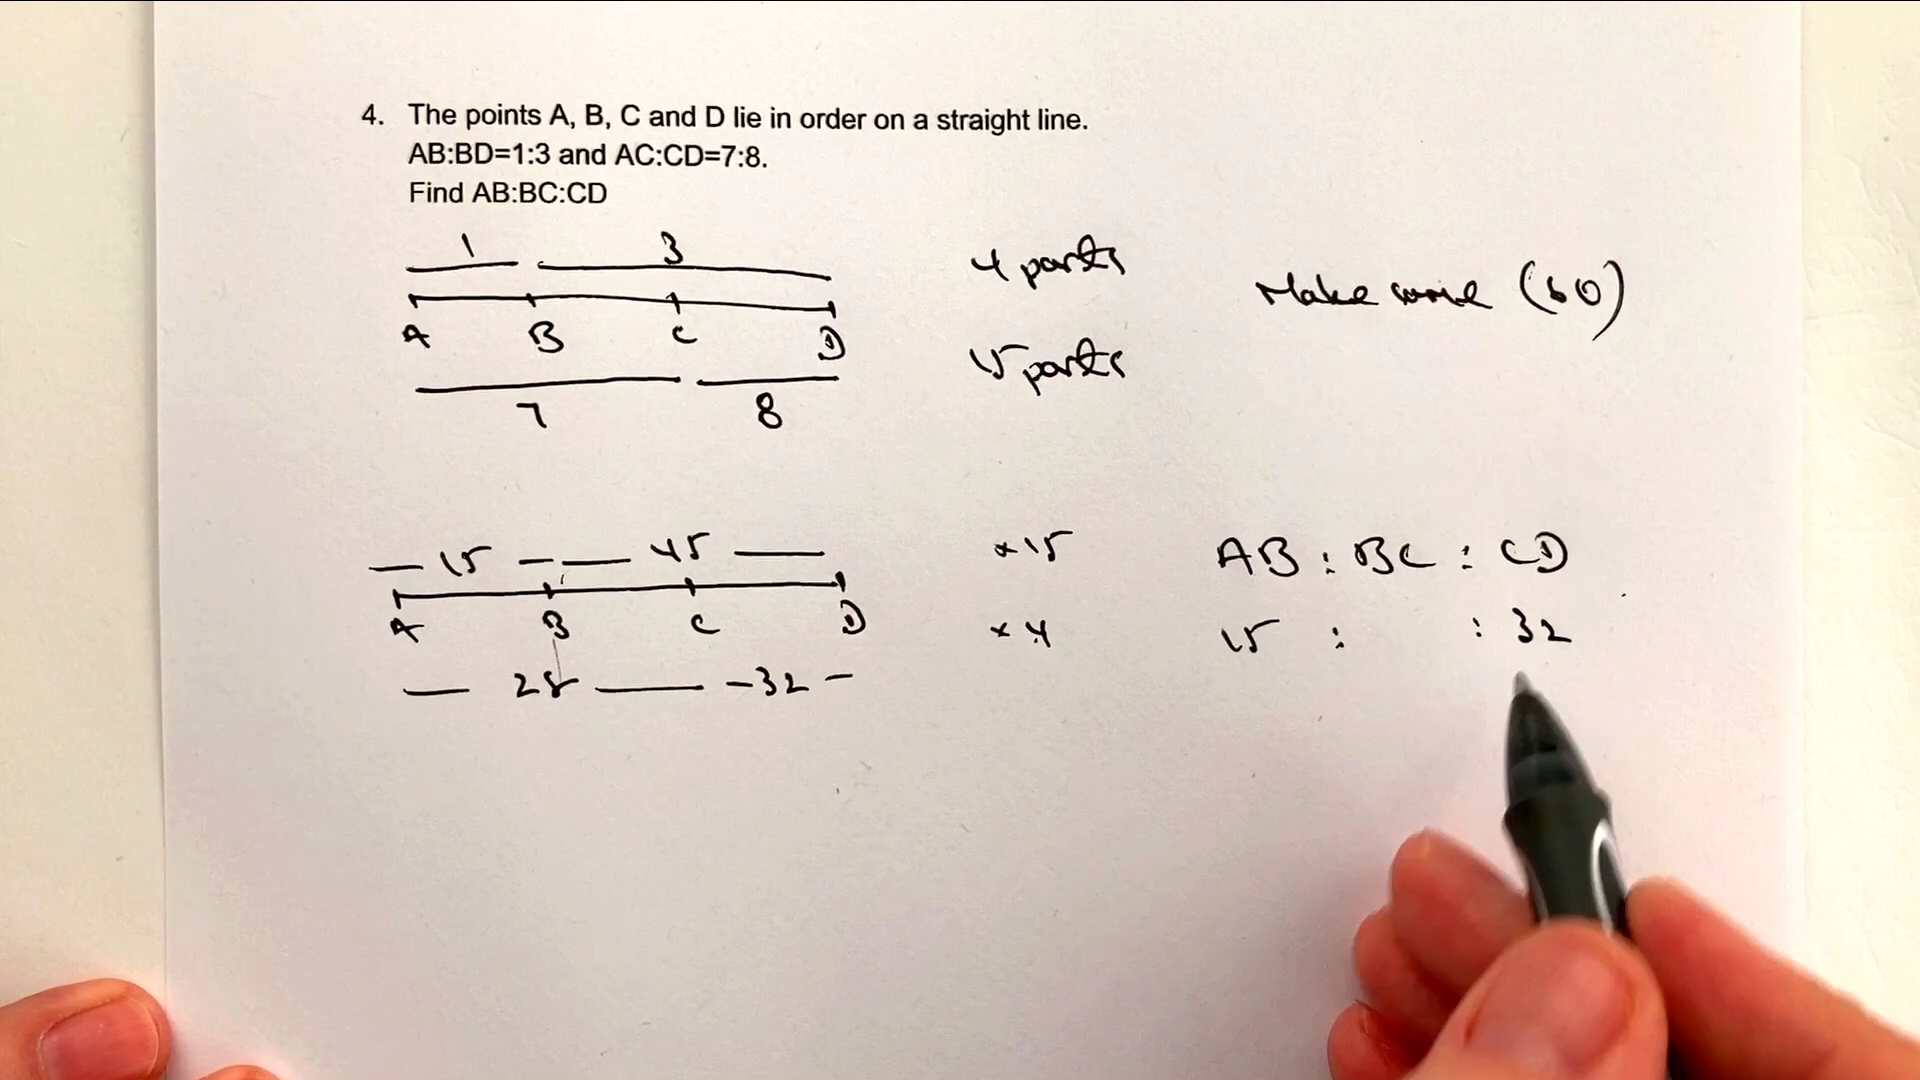 4. The points A, B, C and D lie in order on a straight line.
AB:BD=1:3 and AC:CD=7:8.
Find AB:BC:CD
1 3
4 parts
Make same (60)
A B C D
15 parts
7 8
15 45
×15
AB : BC : CD
A B C D
×4
15 : : 32
28 32